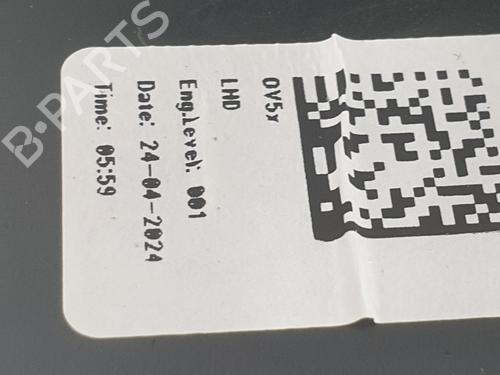 OV5x
LHD
Eng.Level: 001
Date: 24-04-2024
Time: 05:59
B-PARTS